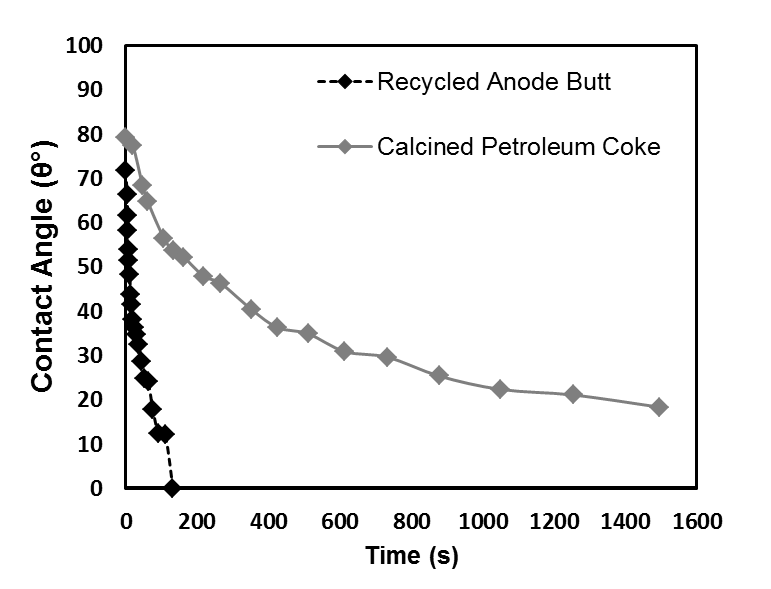 100
90
80
70
60
50
40
30
20
10
0
Contact Angle (θ°)
Recycled Anode Butt
Calcined Petroleum Coke
0 200 400 600 800 1000 1200 1400 1600
Time (s)